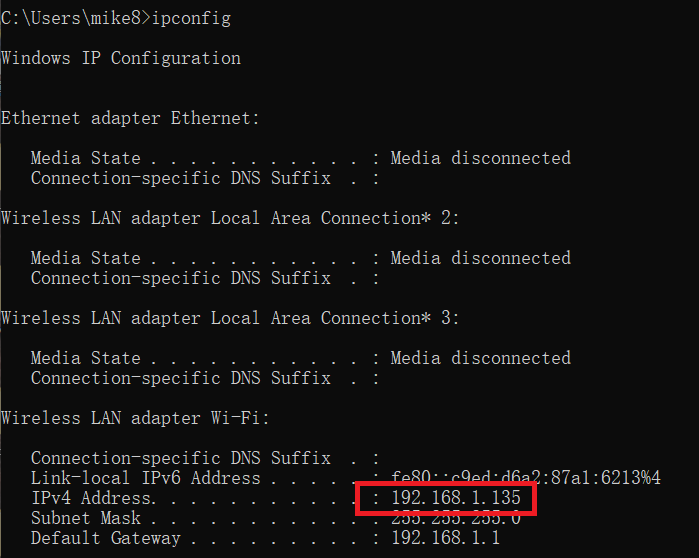 C:\Users\mike8>ipconfig
Windows IP Configuration
Ethernet adapter Ethernet:
Media State . . . . . . . . . . . : Media disconnected
Connection-specific DNS Suffix  . :
Wireless LAN adapter Local Area Connection* 2:
Media State . . . . . . . . . . . : Media disconnected
Connection-specific DNS Suffix  . :
Wireless LAN adapter Local Area Connection* 3:
Media State . . . . . . . . . . . : Media disconnected
Connection-specific DNS Suffix  . :
Wireless LAN adapter Wi-Fi:
Connection-specific DNS Suffix  . :
Link-local IPv6 Address . . . . . : fe80::c9ed:d6a2:87a1:6213%4
IPv4 Address. . . . . . . . . . . : 192.168.1.135
Subnet Mask . . . . . . . . . . . : 255.255.255.0
Default Gateway . . . . . . . . . : 192.168.1.1